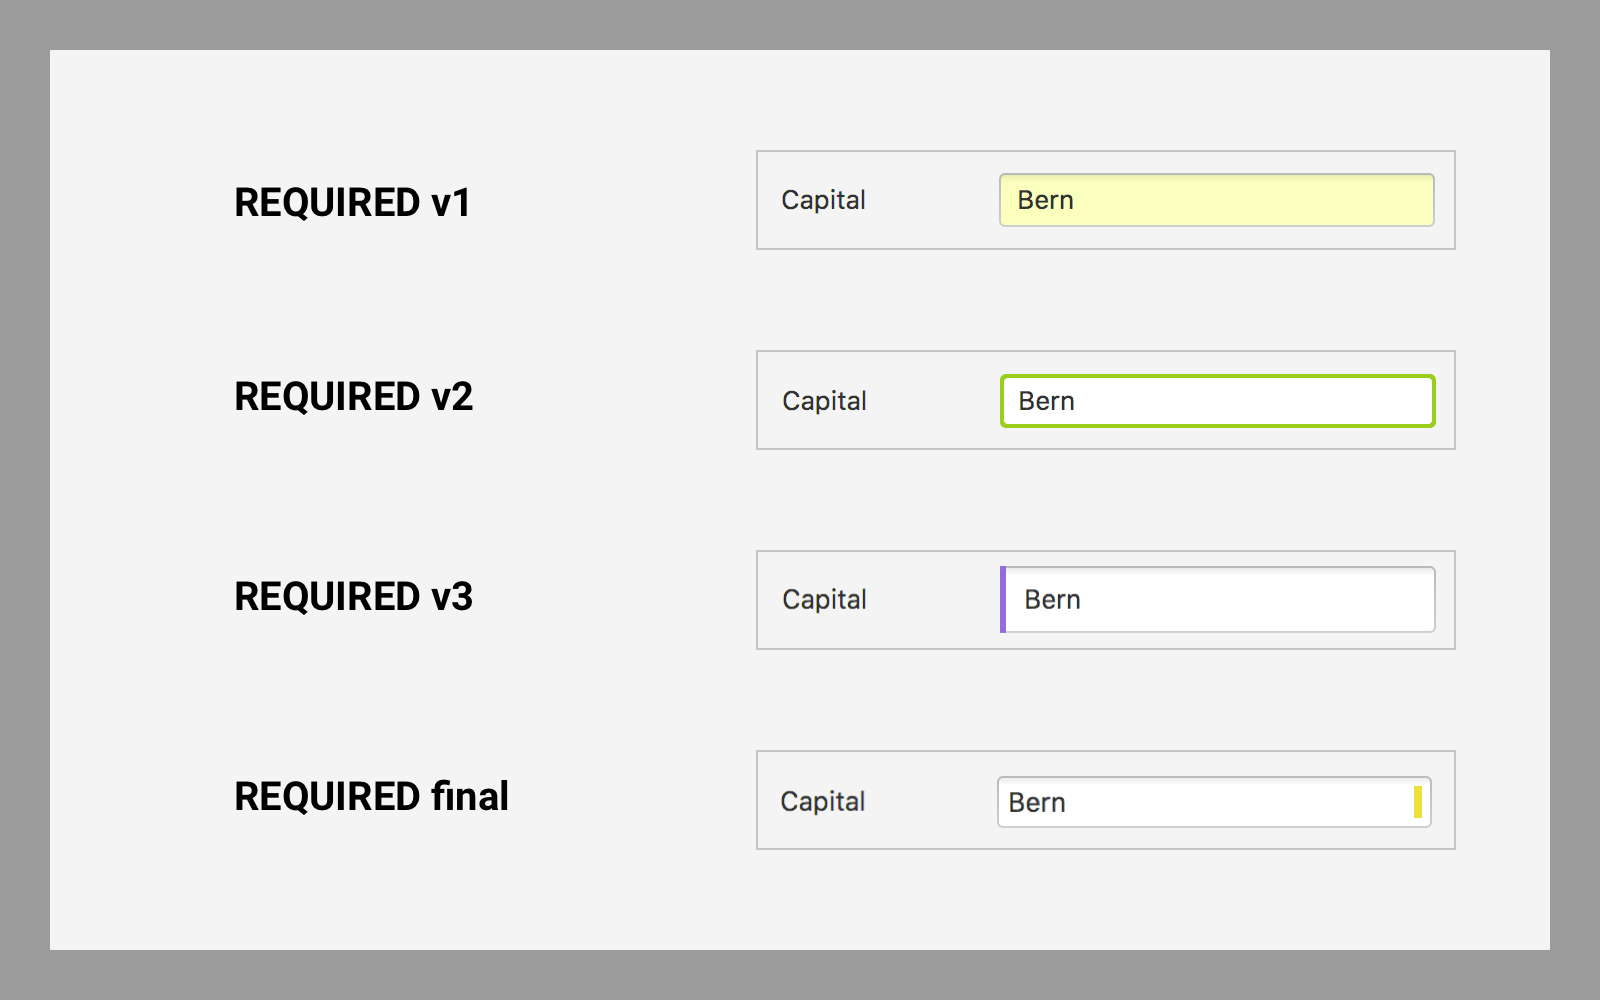 REQUIRED v1
Capital
Bern
REQUIRED v2
Capital
Bern
REQUIRED v3
Capital
Bern
REQUIRED final
Capital
Bern